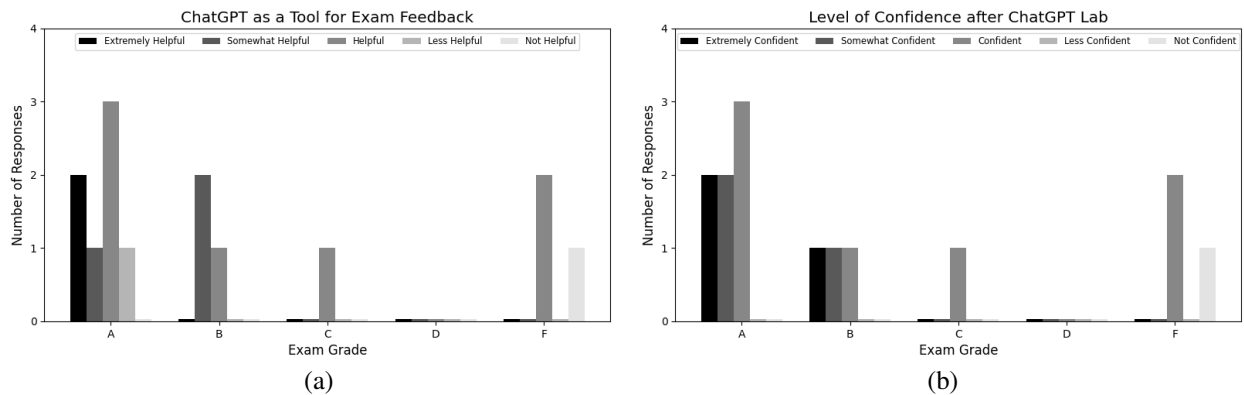 ChatGPT as a Tool for Exam Feedback
Extremely Helpful Somewhat Helpful Helpful Less Helpful Not Helpful
Number of Responses
4
3
2
1
0
A B C D F
Exam Grade
(a)
Level of Confidence after ChatGPT Lab
Extremely Confident Somewhat Confident Confident Less Confident Not Confident
Number of Responses
4
3
2
1
0
A B C D F
Exam Grade
(b)